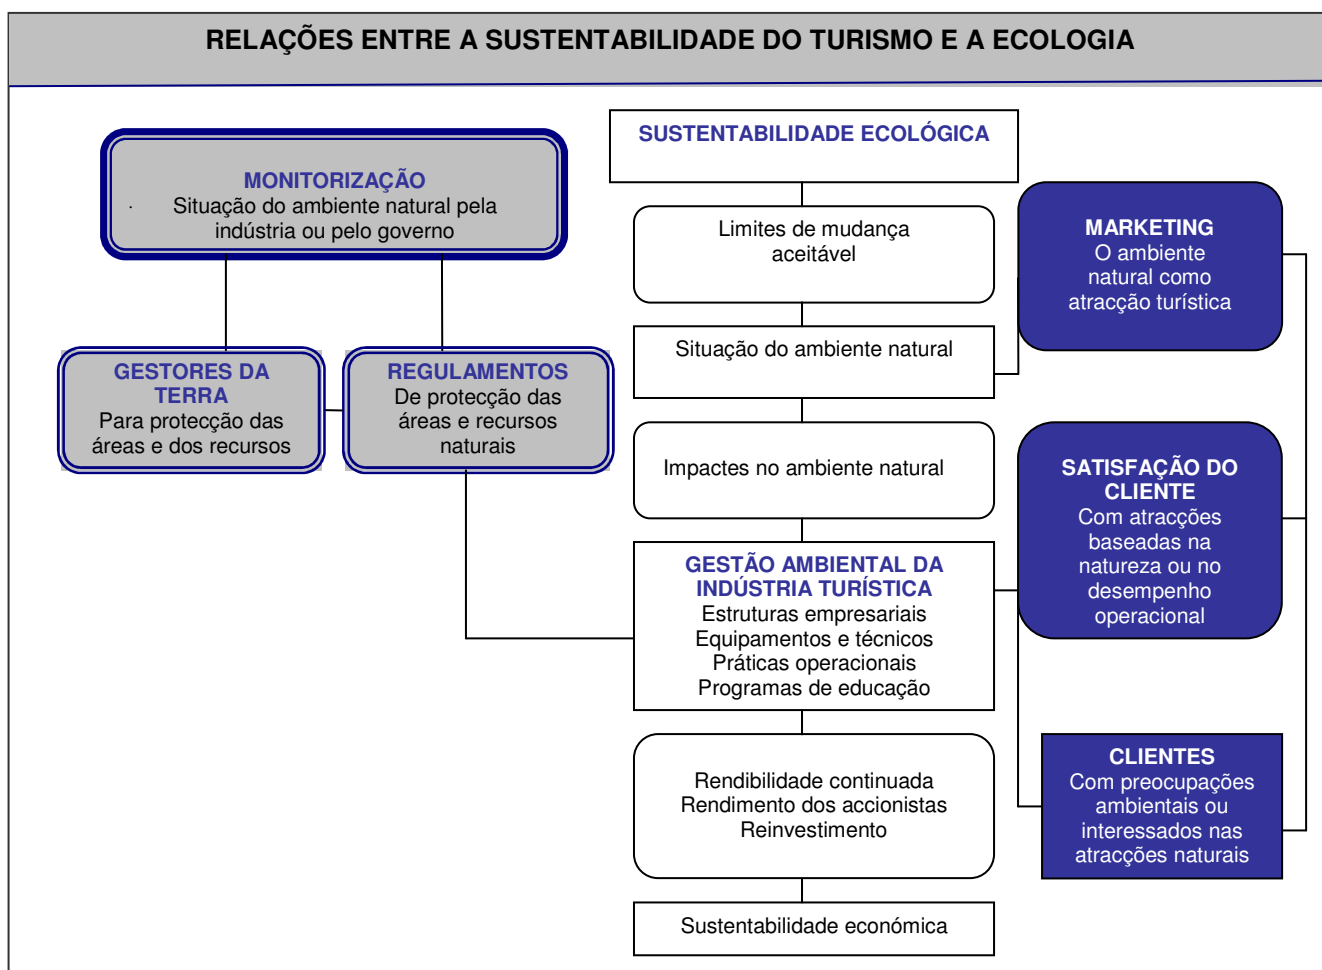 RELAÇÕES ENTRE A SUSTENTABILIDADE DO TURISMO E A ECOLOGIA
SUSTENTABILIDADE ECOLÓGICA
MONITORIZAÇÃO
Situação do ambiente natural pela
indústria ou pelo governo
Limites de mudança
aceitável
MARKETING
O ambiente
natural como
atracção turística
Situação do ambiente natural
GESTORES DA
TERRA
Para protecção das
áreas e dos recursos
REGULAMENTOS
De protecção das
áreas e recursos
naturais
Impactes no ambiente natural
SATISFAÇÃO DO
CLIENTE
Com atracções
baseadas na
natureza ou no
desempenho
operacional
GESTÃO AMBIENTAL DA
INDÚSTRIA TURÍSTICA
Estruturas empresariais
Equipamentos e técnicos
Práticas operacionais
Programas de educação
CLIENTES
Com preocupações
ambientais ou
interessados nas
atracções naturais
Rendibilidade continuada
Rendimento dos accionistas
Reinvestimento
Sustentabilidade económica